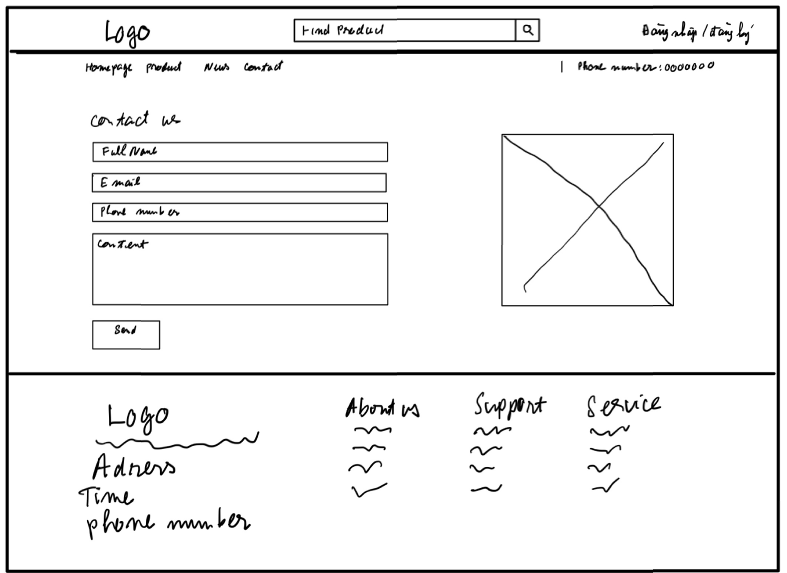 Logo
Find product
Đăng nhập / đăng ký
Homepage product News Contact
| Phone number: 0000000
Contact us
Full Name
Email
Phone number
Content
Send
Logo
About us
Support
Service
Adress
Time
phone number